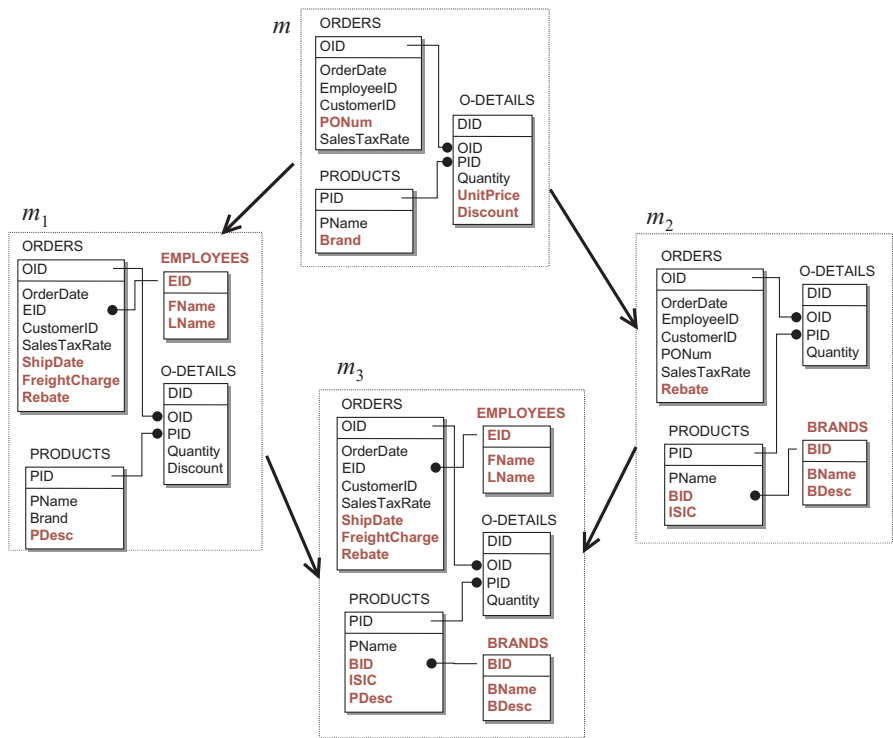 m
ORDERS
OID
OrderDate
EmployeeID
CustomerID
PONum
SalesTaxRate
O-DETAILS
DID
OID
PID
Quantity
UnitPrice
Discount
PRODUCTS
PID
PName
Brand
m1
ORDERS
OID
OrderDate
EID
CustomerID
SalesTaxRate
ShipDate
FreightCharge
Rebate
EMPLOYEES
EID
FName
LName
O-DETAILS
DID
OID
PID
Quantity
Discount
PRODUCTS
PID
PName
Brand
PDesc
m2
ORDERS
OID
OrderDate
EmployeeID
CustomerID
PONum
SalesTaxRate
Rebate
O-DETAILS
DID
OID
PID
Quantity
PRODUCTS
PID
PName
BID
ISIC
BRANDS
BID
BName
BDesc
m3
ORDERS
OID
OrderDate
EID
CustomerID
SalesTaxRate
ShipDate
FreightCharge
Rebate
EMPLOYEES
EID
FName
LName
O-DETAILS
DID
OID
PID
Quantity
PRODUCTS
PID
PName
BID
ISIC
PDesc
BRANDS
BID
BName
BDesc